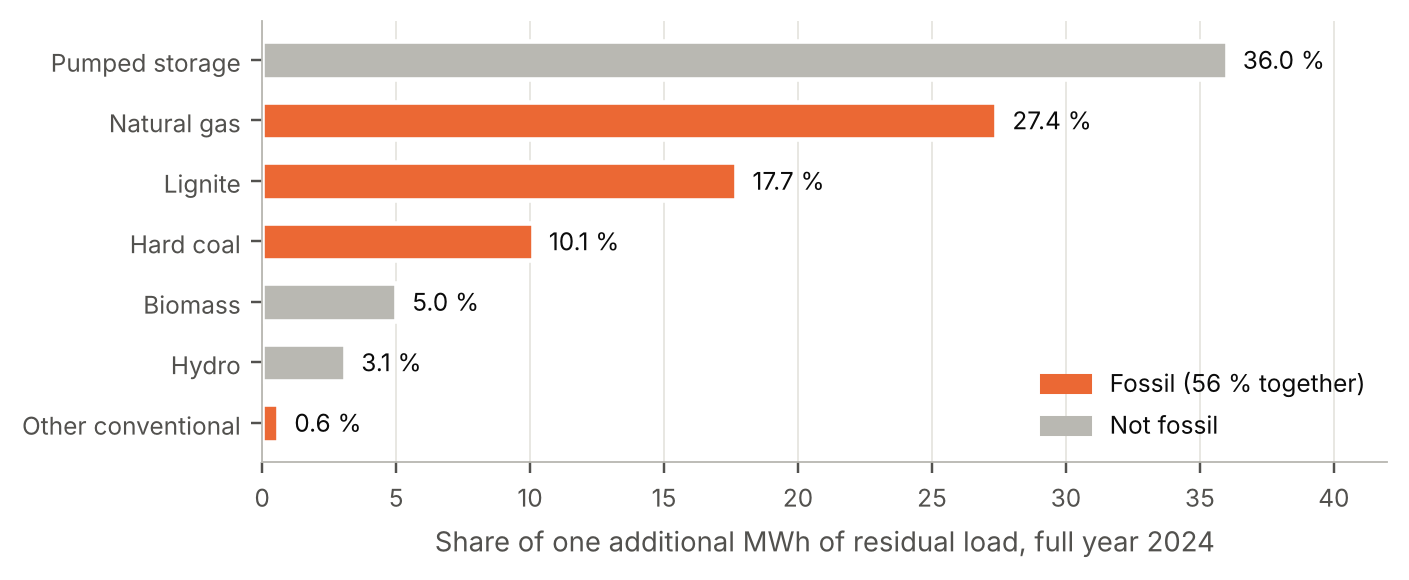 Pumped storage 36.0 %
Natural gas 27.4 %
Lignite 17.7 %
Hard coal 10.1 %
Biomass 5.0 %
Hydro 3.1 %
Fossil (56 % together)
Other conventional 0.6 %
Not fossil
0 5 10 15 20 25 30 35 40
Share of one additional MWh of residual load, full year 2024